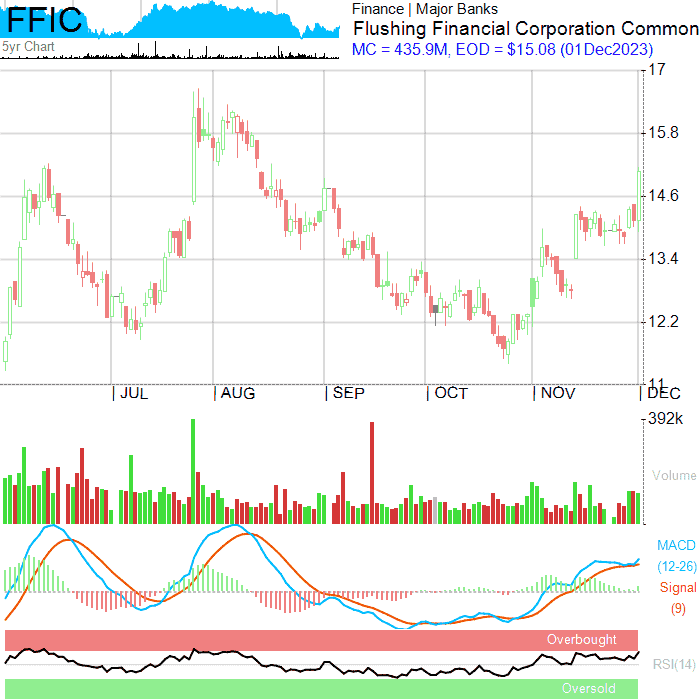 FFIC
5yr Chart
Finance | Major Banks
Flushing Financial Corporation Common
MC = 435.9M, EOD = $15.08 (01Dec2023)
17
15.8
14.6
13.4
12.2
11
JUL AUG SEP OCT NOV DEC
392k
Volume
MACD
(12-26)
Signal
(9)
Overbought
RSI(14)
Oversold